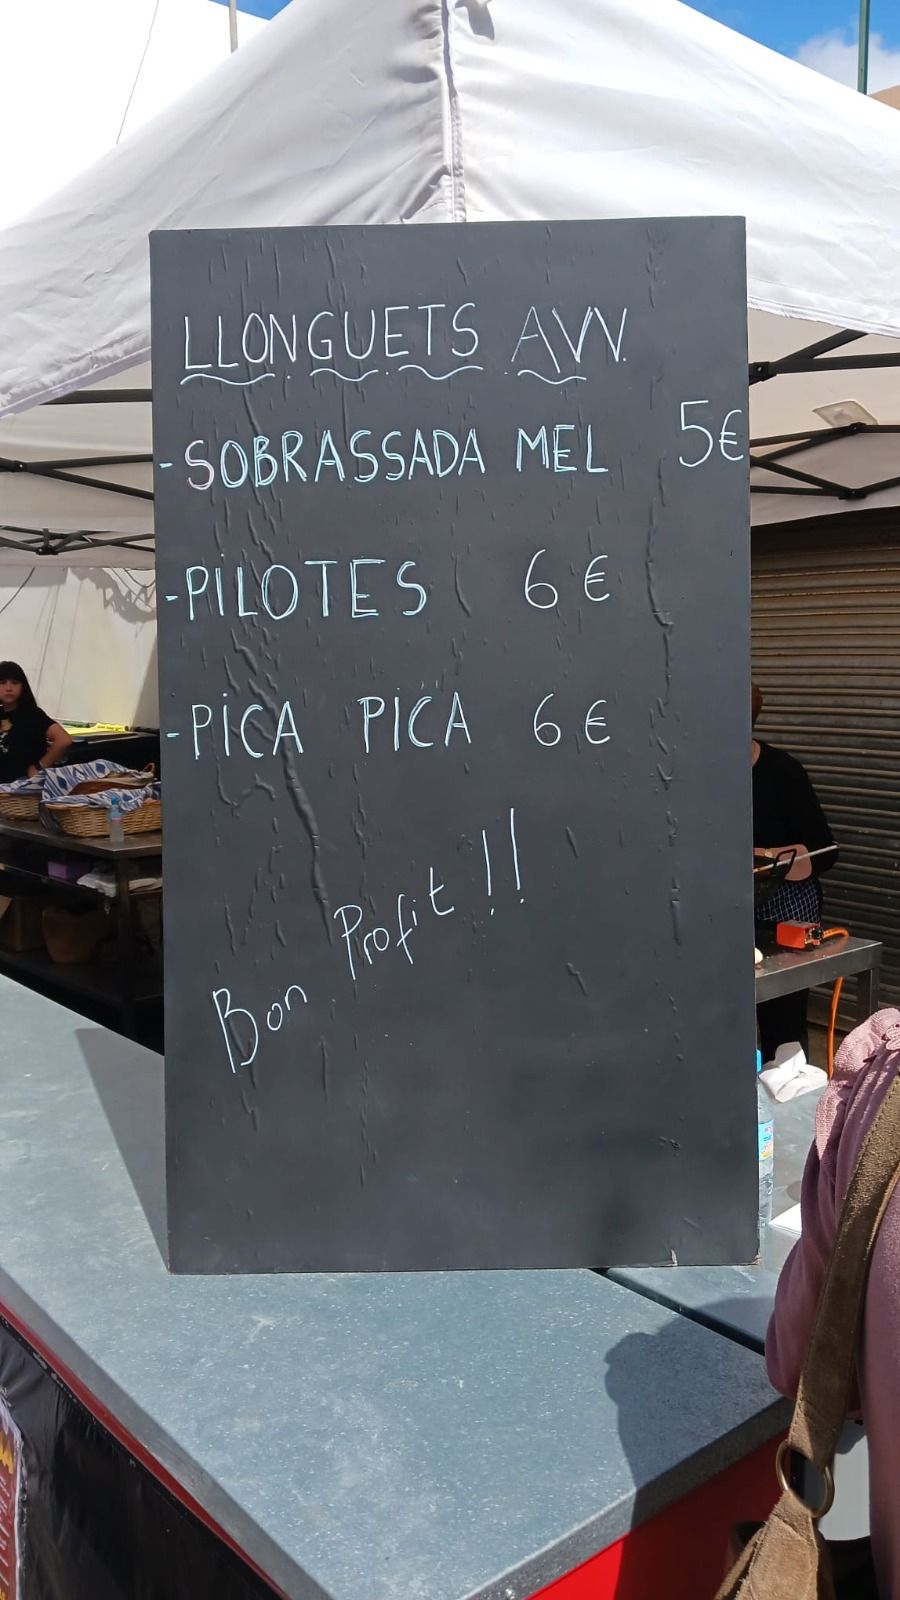 LLONGUETS AVV.
-SOBRASSADA MEL 5€
-PILOTES 6€
-PICA PICA 6€
Bon Profit!!